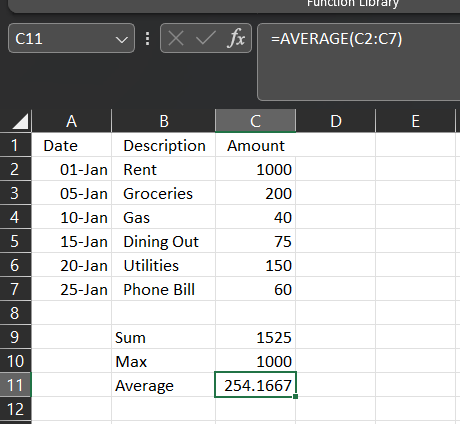 Function Library
C11 fx =AVERAGE(C2:C7)
A B C D E
1 Date Description Amount
2 01-Jan Rent 1000
3 05-Jan Groceries 200
4 10-Jan Gas 40
5 15-Jan Dining Out 75
6 20-Jan Utilities 150
7 25-Jan Phone Bill 60
8
9 Sum 1525
10 Max 1000
11 Average 254.1667
12